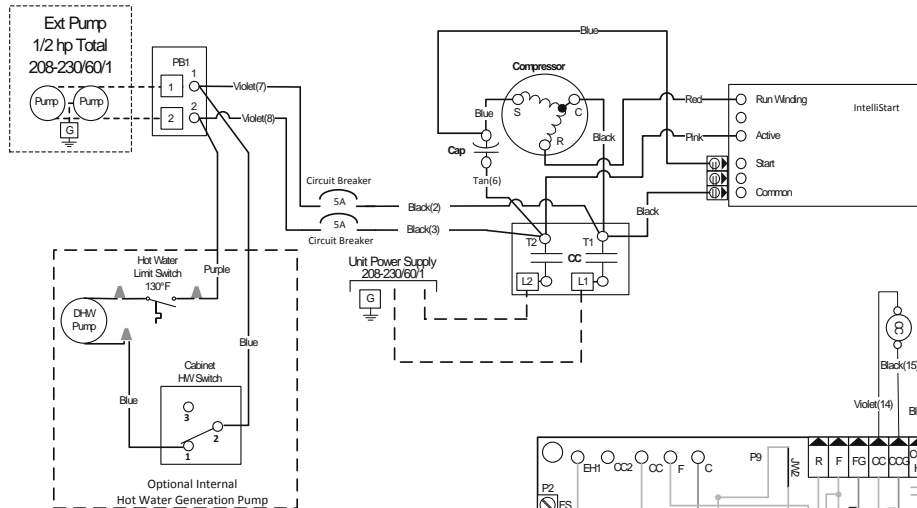 Ext Pump
1/2 hp Total
208-230/60/1
Pump
Pump
G
PB1
1
1
2
2
Violet(7)
Violet(8)
Blue
Compressor
S
C
R
Blue
Cap
Tan(6)
Black
Red
Pink
Black
Run Winding
IntelliStart
Active
Start
Common
Circuit Breaker
5A
Black(2)
5A
Black(3)
Circuit Breaker
T2
T1
CC
L2
L1
Unit Power Supply
208-230/60/1
G
Hot Water
Limit Switch
130°F
Purple
DHW
Pump
Blue
Blue
Cabinet
HW Switch
3
2
1
Optional Internal
Hot Water Generation Pump
CC
Black(15)
Violet(14)
Bl
P9
JW2
R
F
FG
CC
CCG
O
H
EH1
CC2
CC
F
C
P2
ES